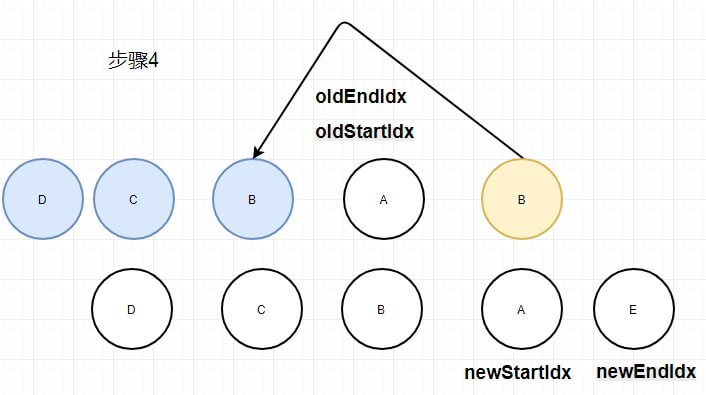 步骤4
oldEndIdx
oldStartIdx
D C B A B
D C B A E
newStartIdx newEndIdx